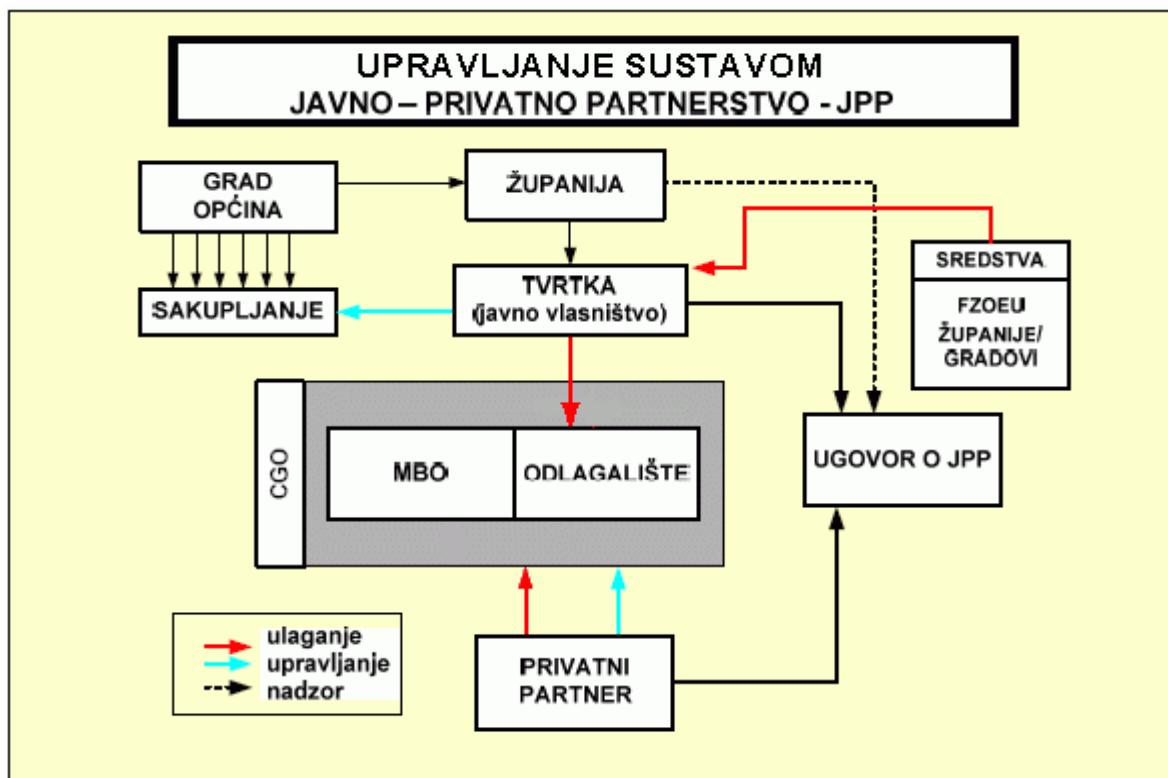 UPRAVLJANJE SUSTAVOM
JAVNO – PRIVATNO PARTNERSTVO - JPP
GRAD
OPĆINA
ŽUPANIJA
SREDSTVA
FZOEU
ŽUPANIJE/
GRADOVI
SAKUPLJANJE
TVRTKA
(javno vlasništvo)
CGO
MBO
ODLAGALIŠTE
UGOVOR O JPP
ulaganje
upravljanje
nadzor
PRIVATNI
PARTNER